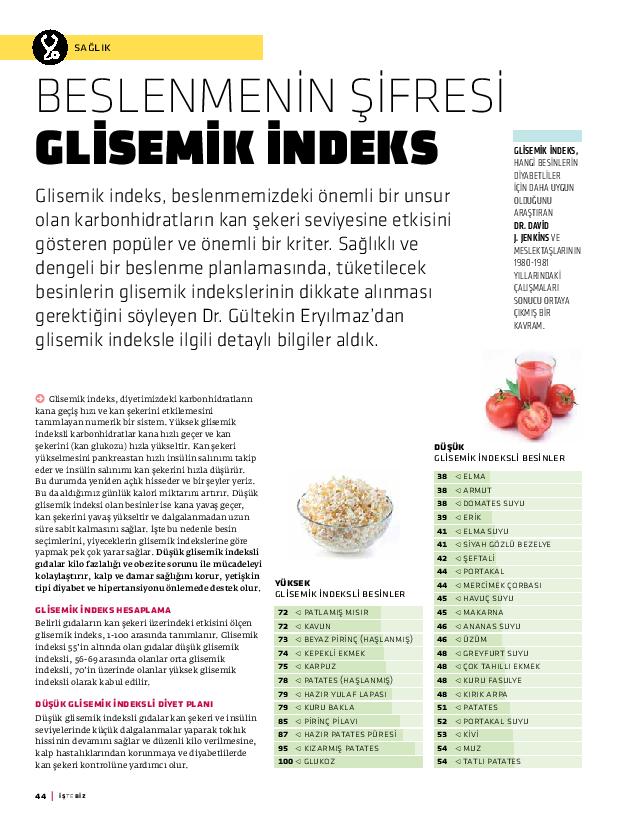 SAĞLIK
BESLENMENİN ŞİFRESİ
GLİSEMİK İNDEKS
Glisemik indeks, beslenmemizdeki önemli bir unsur
olan karbonhidratların kan şekeri seviyesine etkisini
gösteren popüler ve önemli bir kriter. Sağlıklı ve
dengeli bir beslenme planlamasında, tüketilecek
besinlerin glisemik indekslerinin dikkate alınması
gerektiğini söyleyen Dr. Gültekin Eryılmaz’dan
glisemik indeksle ilgili detaylı bilgiler aldık.
GLİSEMİK İNDEKS,
HANGİ BESİNLERİN
DİYABETLİLER
İÇİN DAHA UYGUN
OLDUĞUNU
ARAŞTIRAN
DR. DAVİD
J. JENKİNS VE
MESLEKTAŞLARININ
1980-1981
YILLARINDAKİ
ÇALIŞMALARI
SONUCU ORTAYA
ÇIKMIŞ BİR
KAVRAM.
Glisemik indeks, diyetimizdeki karbonhidratların
kana geçiş hızı ve kan şekerini etkilemesini
tanımlayan numerik bir sistem. Yüksek glisemik
indeksli karbonhidratlar kana hızlı geçer ve kan
şekerini (kan glukozu) hızla yükseltir. Kan şekeri
yükselmesini pankreastan hızlı insülin salınımı takip
eder ve insilin salınımı kan şekerini hızla düşürür.
Bu durumda yeniden açlık hisseder ve bir şeyler yeriz.
Bu da aldığımız günlük kalori miktarını artırır. Düşük
glisemik indeksi olan besinler ise kana yavaş geçer,
kan şekerini yavaş yükseltir ve dalgalanmadan uzun
süre sabit kalmasını sağlar. İşte bu nedenle besin
seçimlerini, yiyeceklerin glisemik indekslerine göre
yapmak pek çok yarar sağlar. Düşük glisemik indeksli
gıdalar kilo fazlalığı ve obezite sorunu ile mücadeleyi
kolaylaştırır, kalp ve damar sağlığını korur, yetişkin
tipi diyabet ve hipertansiyonu önlemede destek olur.
GLİSEMİK İNDEKS HESAPLAMA
Belirli gıdaların kan şekeri üzerindeki etkisini ölçen
glisemik indeks, 1-100 arasında tanımlanır. Glisemik
indeksi 55’in altında olan gıdalar düşük glisemik
indeksli, 56-69 arasında olanlar orta glisemik
indeksli, 70’in üzerinde olanlar yüksek glisemik
indeksli olarak kabul edilir.
DÜŞÜK GLİSEMİK İNDEKSLİ DİYET PLANI
Düşük glisemik indeksli gıdalar kan şekeri ve insülin
seviyelerinde küçük dalgalanmalar yaparak tokluk
hissinin devamını sağlar ve düzenli kilo verilmesine,
kalp hastalıklarından korunmaya ve diyabetlilerde
kan şekeri kontrolüne yardımcı olur.
YÜKSEK
GLİSEMİK İNDEKSLİ BESİNLER
72 ◁ PATLAMIŞ MISIR
72 ◁ KAVUN
73 ◁ BEYAZ PİRİNÇ (HAŞLANMIŞ)
74 ◁ KEPEKLİ EKMEK
75 ◁ KARPUZ
78 ◁ PATATES (HAŞLANMIŞ)
79 ◁ HAZIR YULAF LAPASI
79 ◁ KURU BAKLA
85 ◁ PİRİNÇ PİLAVI
87 ◁ HAZIR PATATES PÜRESİ
95 ◁ KIZARMIŞ PATATES
100 ◁ GLUKOZ
DÜŞÜK
GLİSEMİK İNDEKSLİ BESİNLER
38 ◁ ELMA
38 ◁ ARMUT
38 ◁ DOMATES SUYU
39 ◁ ERİK
41 ◁ ELMA SUYU
41 ◁ SİYAH GÖZLÜ BEZELYE
42 ◁ ŞEFTALİ
44 ◁ PORTAKAL
44 ◁ MERCİMEK ÇORBASI
45 ◁ HAVUÇ SUYU
45 ◁ MAKARNA
46 ◁ ANANAS SUYU
46 ◁ ÜZÜM
48 ◁ GREYFURT SUYU
48 ◁ ÇOK TAHILLI EKMEK
48 ◁ KURU FASULYE
48 ◁ KIRIK ARPA
51 ◁ PATATES
52 ◁ PORTAKAL SUYU
53 ◁ KİVİ
54 ◁ MUZ
54 ◁ TATLI PATATES
44 | İŞTE BİZ